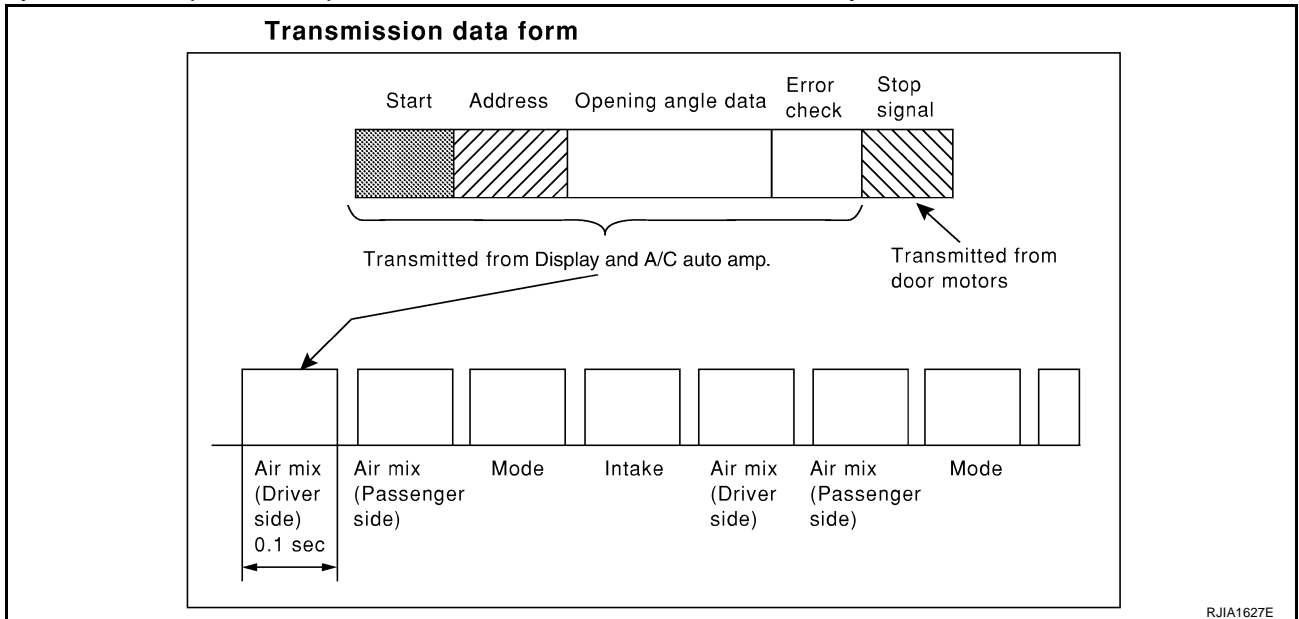 Transmission data form
Start
Address
Opening angle data
Error
check
Stop
signal
Transmitted from Display and A/C auto amp.
Transmitted from
door motors
Air mix
(Driver
side)
0.1 sec
Air mix
(Passenger
side)
Mode
Intake
Air mix
(Driver
side)
Air mix
(Passenger
side)
Mode
RJIA1627E